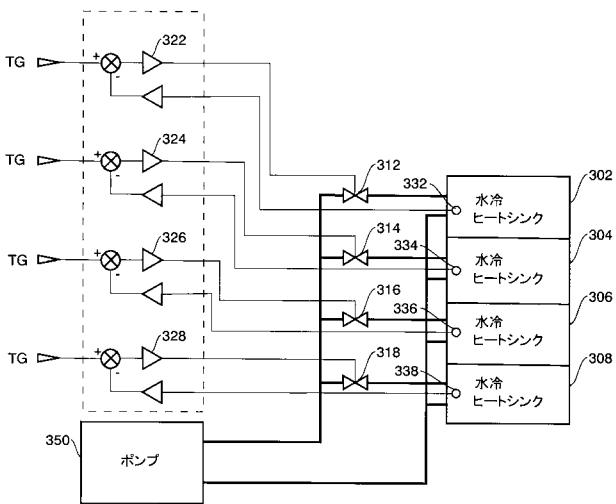 TG
+
-
322
TG
+
-
324
TG
+
-
326
TG
+
-
328
312
314
316
318
332
334
336
338
水冷
ヒートシンク
302
水冷
ヒートシンク
304
水冷
ヒートシンク
306
水冷
ヒートシンク
308
350
ポンプ